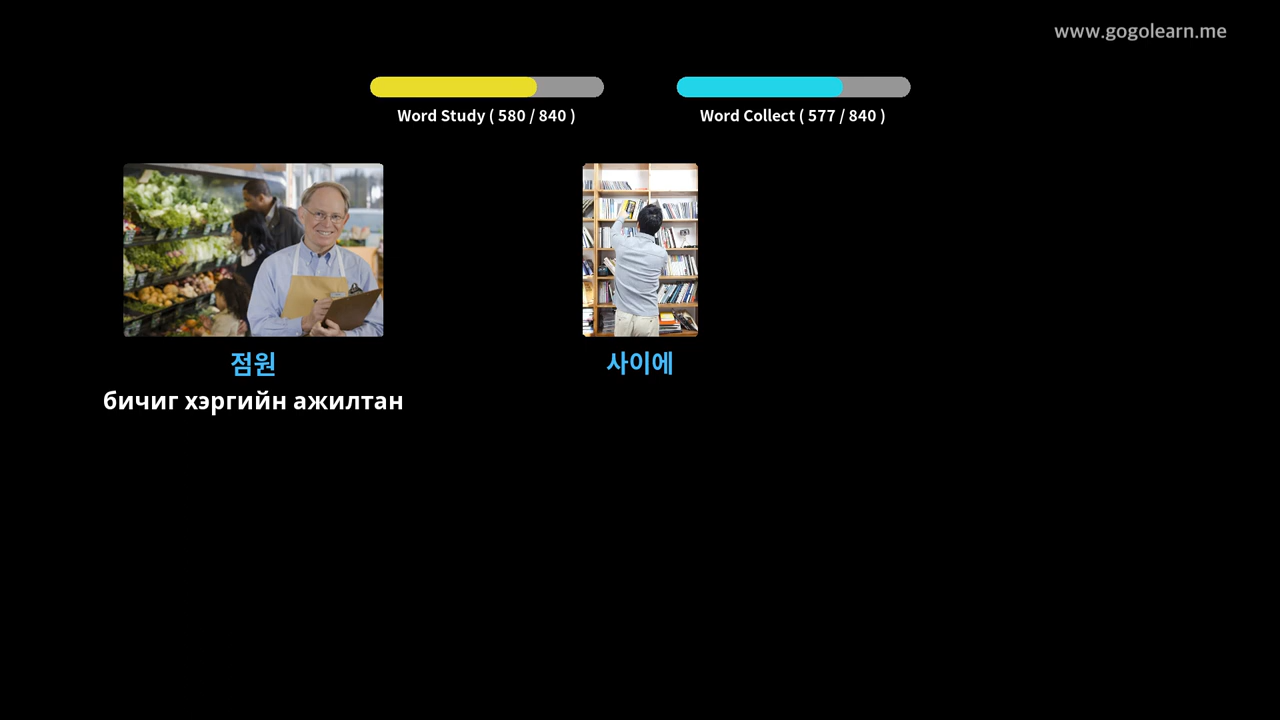 www.gogolearn.me
Word Study ( 580 / 840 )
Word Collect ( 577 / 840 )
점원
사이에
бичиг хэргийн ажилтан